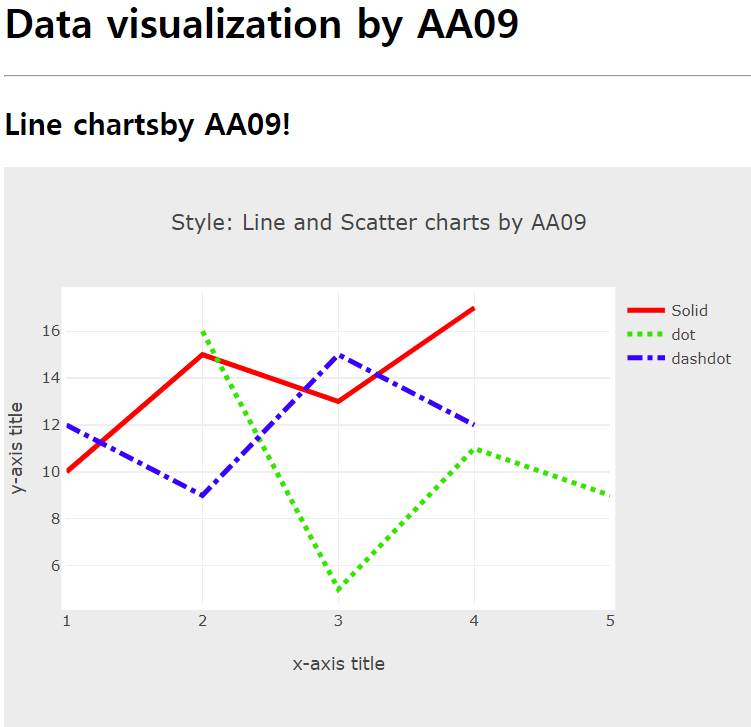 Data visualization by AA09
Line chartsby AA09!
Style: Line and Scatter charts by AA09
Solid
dot
dashdot
y-axis title
16
14
12
10
8
6
1 2 3 4 5
x-axis title